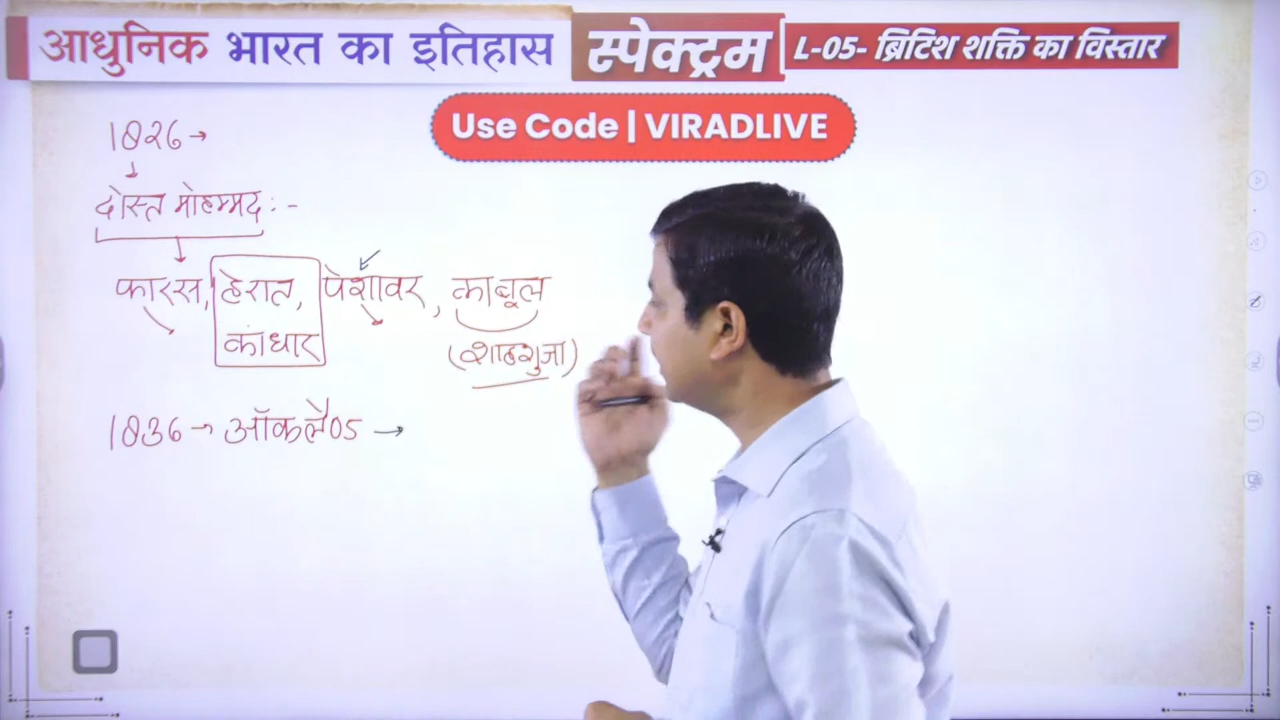 आधुनिक भारत का इतिहास स्पेक्ट्रम L-05- ब्रिटिश शक्ति का विस्तार
Use Code | VIRADLIVE
1826 →
दोस्त मोहम्मद :-
फारस, हेरात, पेशावर, काबूल
कांधार (शाहशुजा)
1836 → ऑकलैण्ड →